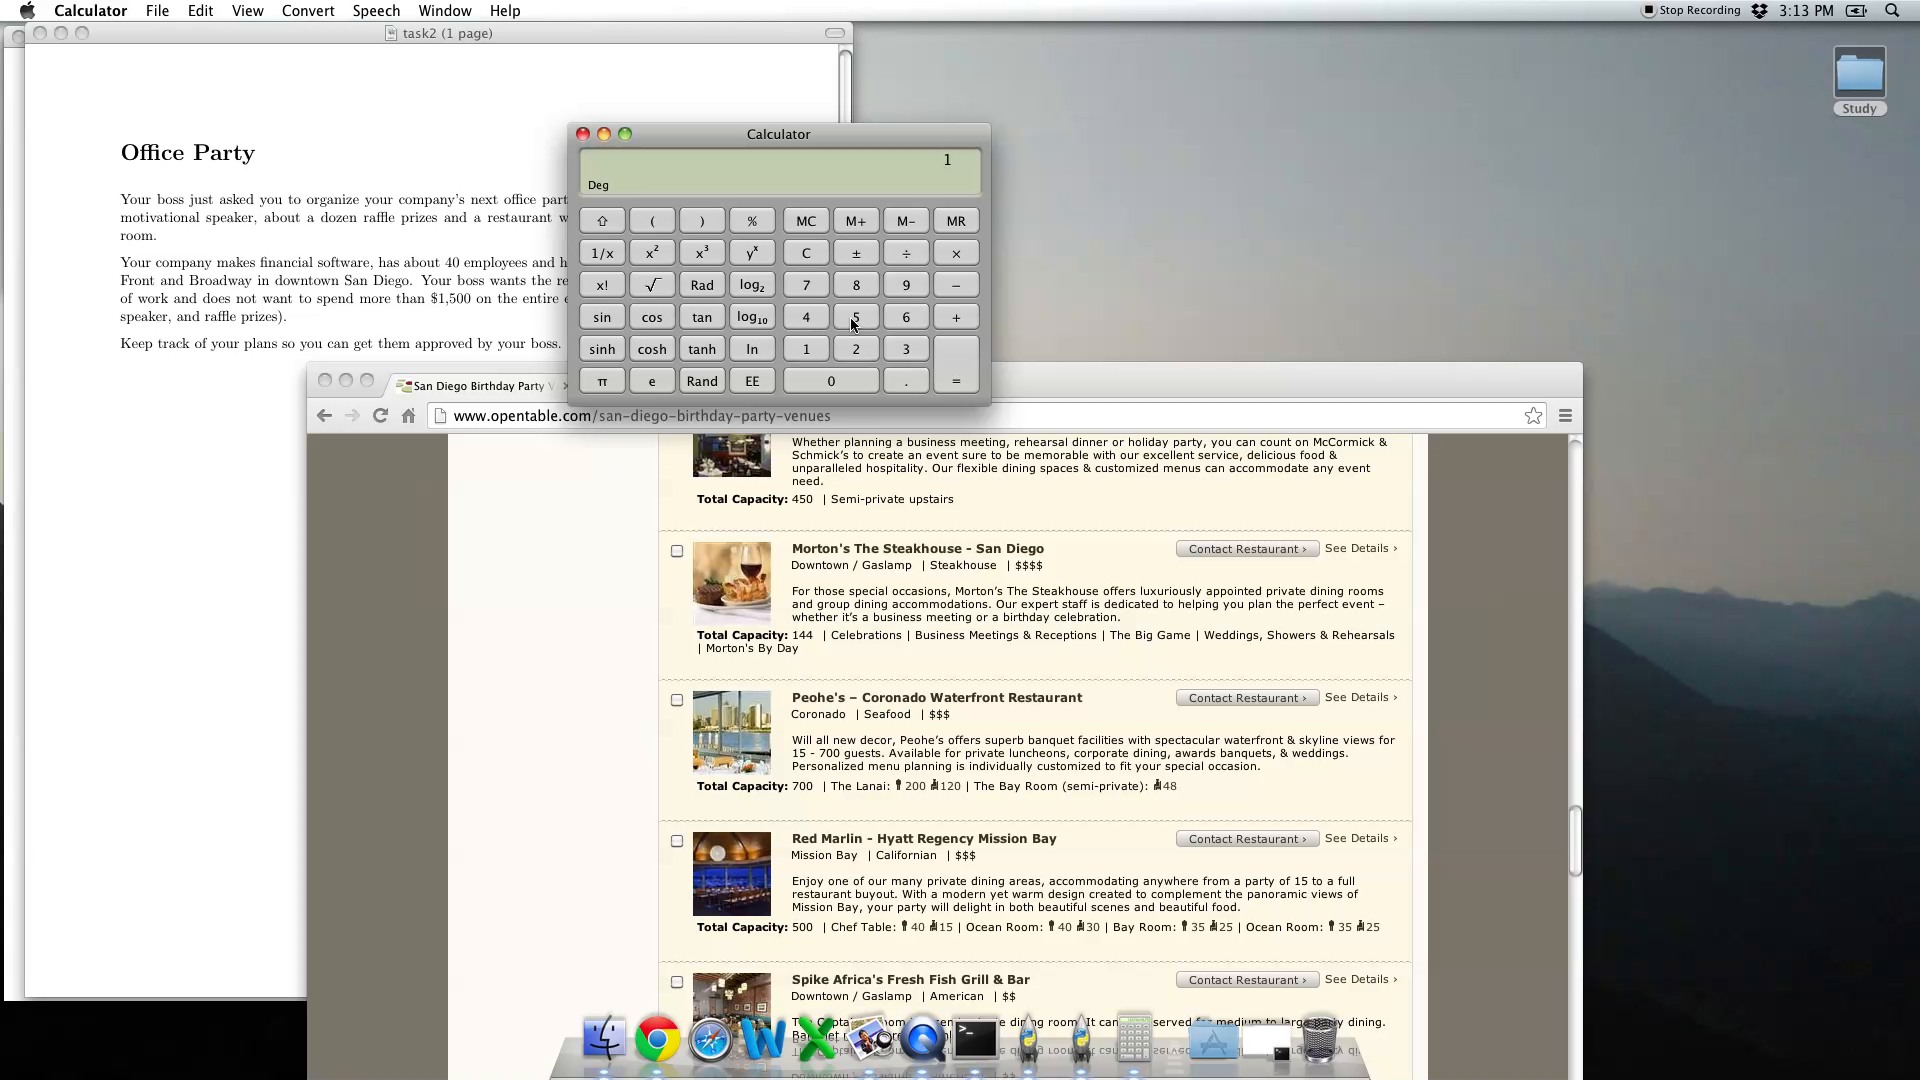 Calculator File Edit View Convert Speech Window Help
Stop Recording 3:13 PM
task2 (1 page)
Study
Office Party
Your boss just asked you to organize your company's next office part
motivational speaker, about a dozen raffle prizes and a restaurant w
room.
Your company makes financial software, has about 40 employees and h
Front and Broadway in downtown San Diego. Your boss wants the re
of work and does not want to spend more than $1,500 on the entire e
speaker, and raffle prizes).
Keep track of your plans so you can get them approved by your boss.
Calculator
1
Deg
⇧ ( ) % MC M+ M− MR
1/x x² x³ yˣ C ± ÷ ×
x! √ Rad log₂ 7 8 9 −
sin cos tan log₁₀ 4 5 6 +
sinh cosh tanh ln 1 2 3
π e Rand EE 0 . =
San Diego Birthday Party V
www.opentable.com/san-diego-birthday-party-venues
Whether planning a business meeting, rehearsal dinner or holiday party, you can count on McCormick &
Schmick's to create an event sure to be memorable with our excellent service, delicious food &
unparalleled hospitality. Our flexible dining spaces & customized menus can accommodate any event
need.
Total Capacity: 450 | Semi-private upstairs
Morton's The Steakhouse - San Diego Contact Restaurant › See Details ›
Downtown / Gaslamp | Steakhouse | $$$$
For those special occasions, Morton's The Steakhouse offers luxuriously appointed private dining rooms
and group dining accommodations. Our expert staff is dedicated to helping you plan the perfect event –
whether it's a business meeting or a birthday celebration.
Total Capacity: 144 | Celebrations | Business Meetings & Receptions | The Big Game | Weddings, Showers & Rehearsals
| Morton's By Day
Peohe's – Coronado Waterfront Restaurant Contact Restaurant › See Details ›
Coronado | Seafood | $$$
Will all new decor, Peohe's offers superb banquet facilities with spectacular waterfront & skyline views for
15 - 700 guests. Available for private luncheons, corporate dining, awards banquets, & weddings.
Personalized menu planning is individually customized to fit your special occasion.
Total Capacity: 700 | The Lanai: 200 120 | The Bay Room (semi-private): 48
Red Marlin - Hyatt Regency Mission Bay Contact Restaurant › See Details ›
Mission Bay | Californian | $$$
Enjoy one of our many private dining areas, accommodating anywhere from a party of 15 to a full
restaurant buyout. With a modern yet warm design created to complement the panoramic views of
Mission Bay, your party will delight in both beautiful scenes and beautiful food.
Total Capacity: 500 | Chef Table: 40 15 | Ocean Room: 40 30 | Bay Room: 35 25 | Ocean Room: 35 25
Spike Africa's Fresh Fish Grill & Bar Contact Restaurant › See Details ›
Downtown / Gaslamp | American | $$
dining room. It can served for medium to large party dining.